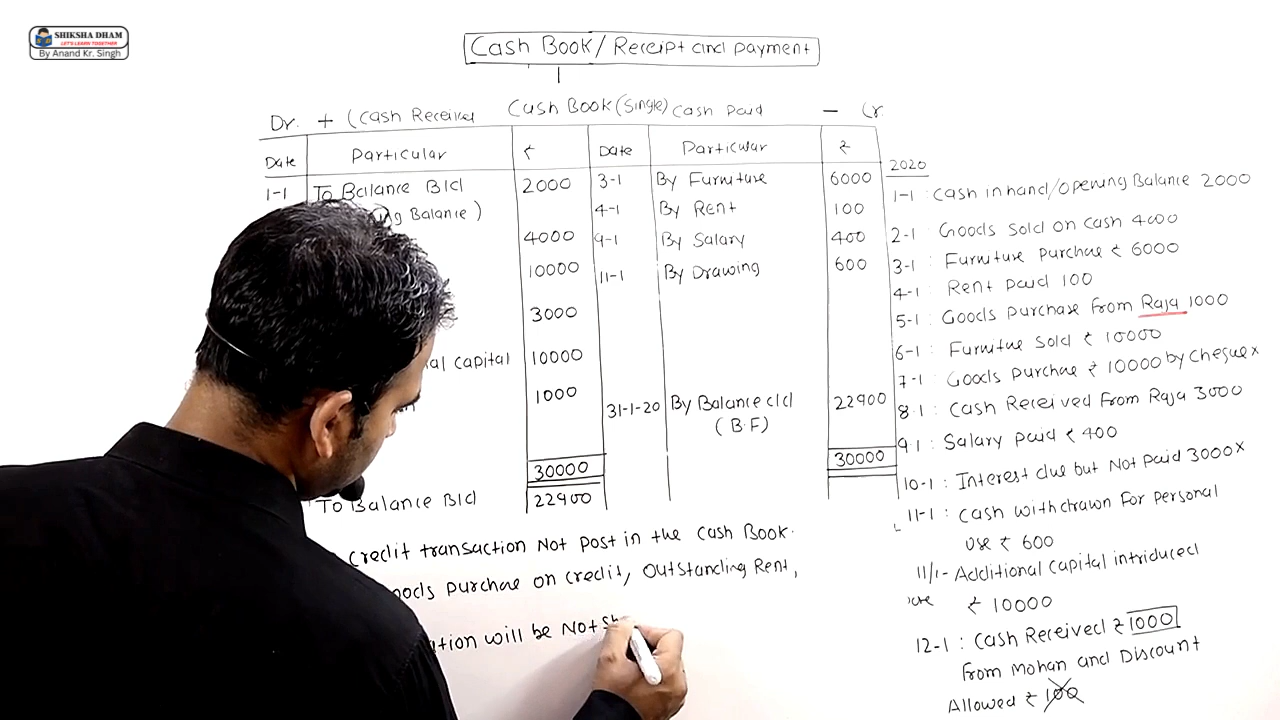 SHIKSHA DHAM
LET'S LEARN TOGETHER
By Anand Kr. Singh
Cash Book/Receipt and payment
Dr. + (Cash Received Cash Book (Single) Cash Paid - Cr.
Date Particular ₹ Date Particular ₹
1-1 To Balance B/d 2000 3-1 By Furniture 6000
Balance) 4-1 By Rent 100
4000 9-1 By Salary 400
10000 11-1 By Drawing 600
3000
Capital 10000
1000 31-1-20 By Balance c/d 22900
(B.F)
30000 30000
To Balance B/d 22900
credit transaction Not post in the Cash Book.
purchase on credit, Outstanding Rent,
will be Not
2020
1-1 : Cash in hand/opening Balance 2000
2-1 : Goods sold on cash 4000
3-1 : Furniture Purchase ₹ 6000
4-1 : Rent paid 100
5-1 : Goods purchase from Raja 1000
6-1 : Furniture sold ₹ 10000
7-1 : Goods purchase ₹ 10000 by cheque x
8-1 : Cash Received from Raja 3000
9-1 : Salary paid ₹ 400
10-1 : Interest due but Not paid 3000 x
11-1 : Cash withdrawn for personal
use ₹ 600
11/1- Additional capital introduced
₹ 10000
12-1 : Cash Received ₹ 1000
from Mohan and Discount
Allowed ₹ 100